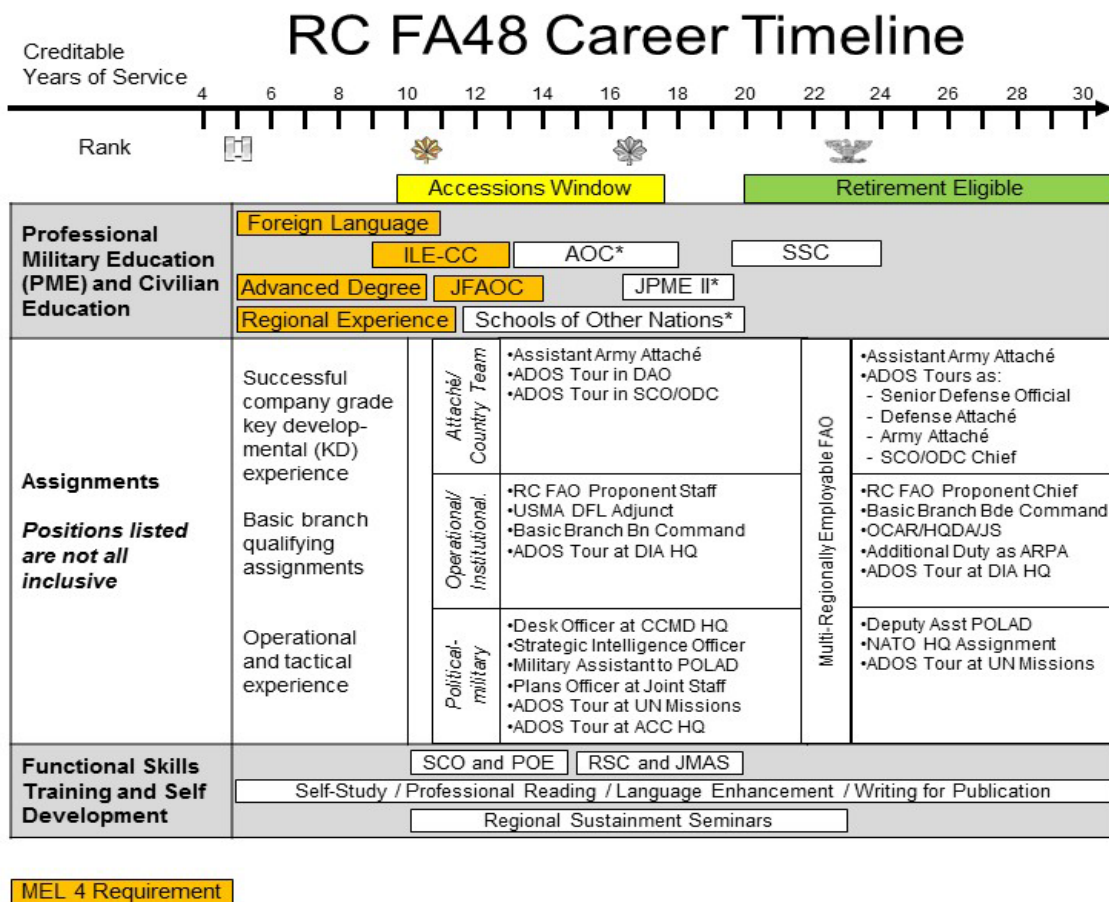 RC FA48 Career Timeline
Creditable
Years of Service
4 6 8 10 12 14 16 18 20 22 24 26 28 30
Rank
Accessions Window
Retirement Eligible
Professional
Military Education
(PME) and Civilian
Education
Foreign Language
ILE-CC
AOC*
SSC
Advanced Degree
JFAOC
JPME II*
Regional Experience
Schools of Other Nations*
Assignments
Positions listed
are not all
inclusive
Successful
company grade
key develop-
mental (KD)
experience
Basic branch
qualifying
assignments
Operational
and tactical
experience
Attaché/
Country Team
•Assistant Army Attaché
•ADOS Tour in DAO
•ADOS Tour in SCO/ODC
Operational/
Institutional.
•RC FAO Proponent Staff
•USMA DFL Adjunct
•Basic Branch Bn Command
•ADOS Tour at DIA HQ
Political-
military
•Desk Officer at CCMD HQ
•Strategic Intelligence Officer
•Military Assistant to POLAD
•Plans Officer at Joint Staff
•ADOS Tour at UN Missions
•ADOS Tour at ACC HQ
Multi-Regionally Employable FAO
•Assistant Army Attaché
•ADOS Tours as:
- Senior Defense Official
- Defense Attaché
- Army Attaché
- SCO/ODC Chief
•RC FAO Proponent Chief
•Basic Branch Bde Command
•OCAR/HQDA/JS
•Additional Duty as ARPA
•ADOS Tour at DIA HQ
•Deputy Asst POLAD
•NATO HQ Assignment
•ADOS Tour at UN Missions
Functional Skills
Training and Self
Development
SCO and POE
RSC and JMAS
Self-Study / Professional Reading / Language Enhancement / Writing for Publication
Regional Sustainment Seminars
MEL 4 Requirement